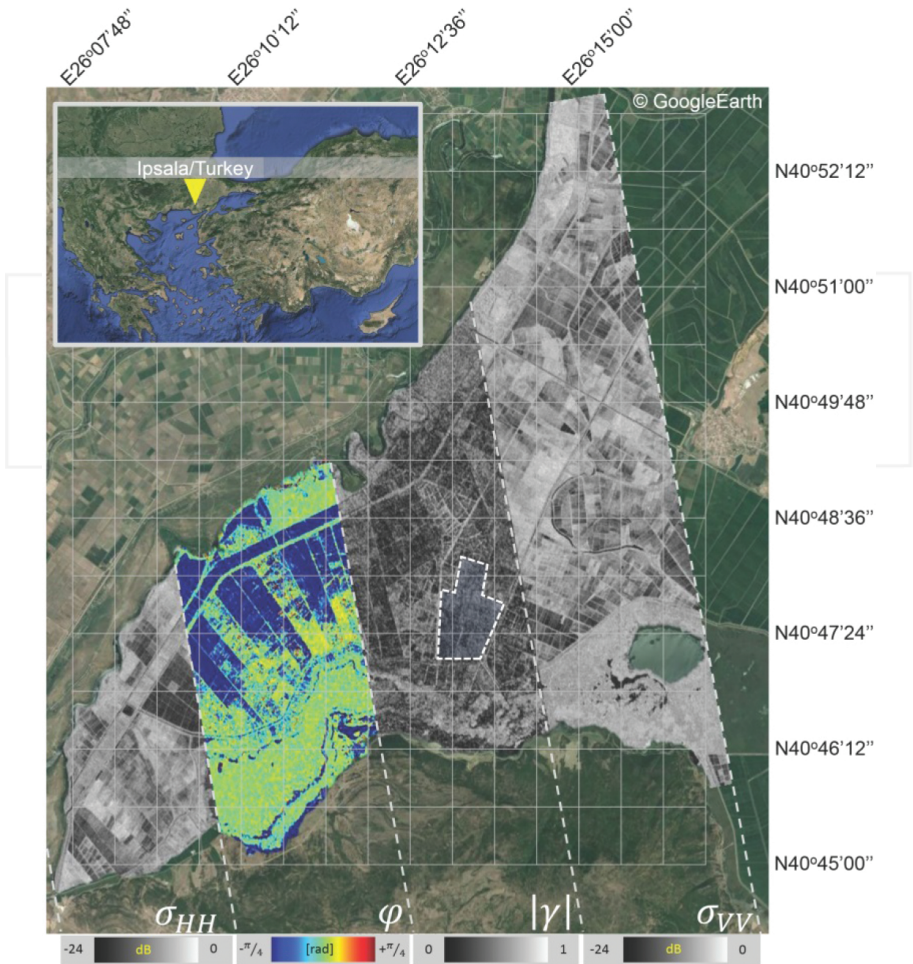 E26º07’48’’ E26º10’12’’ E26º12’36’’ E26º15’00’’
© GoogleEarth
Ipsala/Turkey
N40º52’12’’
N40º51’00’’
N40º49’48’’
N40º48’36’’
N40º47’24’’
N40º46’12’’
N40º45’00’’
σHH φ |γ| σVV
-24 dB 0 -π/4 [rad] +π/4 0 1 -24 dB 0